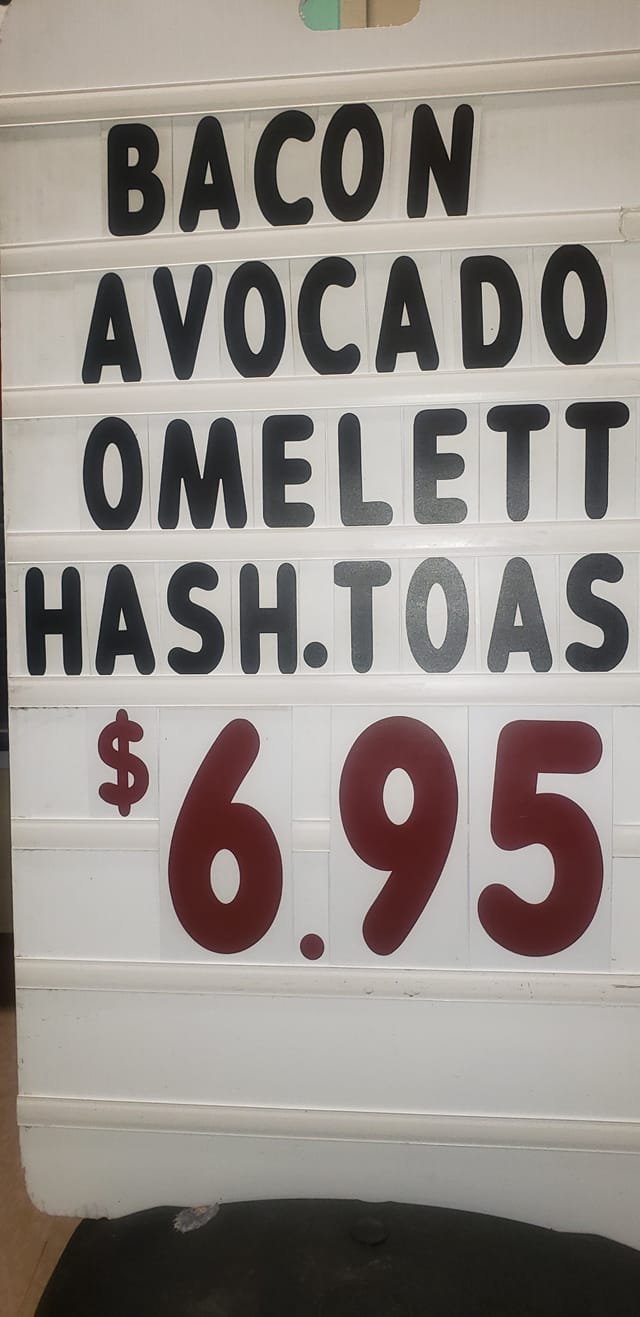 BACON
AVOCADO
OMELETT
HASH.TOAS
$6.95